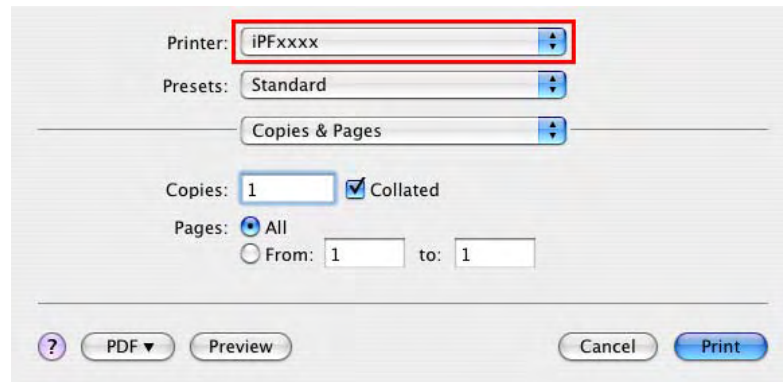 Printer: iPFxxxx
Presets: Standard
Copies & Pages
Copies: 1 Collated
Pages: All
From: 1 to: 1
? PDF ▼ Preview Cancel Print